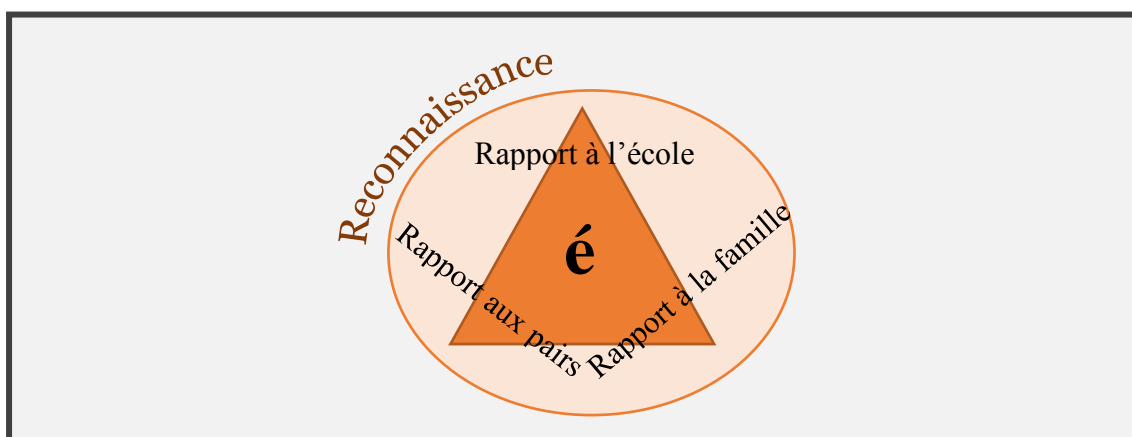 Reconnaissance
Rapport à l’école
é
Rapport aux pairs
Rapport à la famille